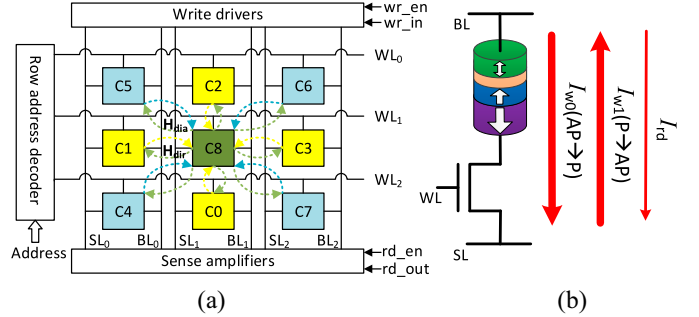 Write drivers
wr_en
wr_in
Row address decoder
WL0
C5
C2
C6
WL1
Hdia
C1
Hdir
C8
C3
WL2
C4
C0
C7
Address
SL0
BL0
SL1
BL1
SL2
BL2
Sense amplifiers
rd_en
rd_out
(a)
BL
Iw0(AP→P)
Iw1(P→AP)
Ird
WL
SL
(b)